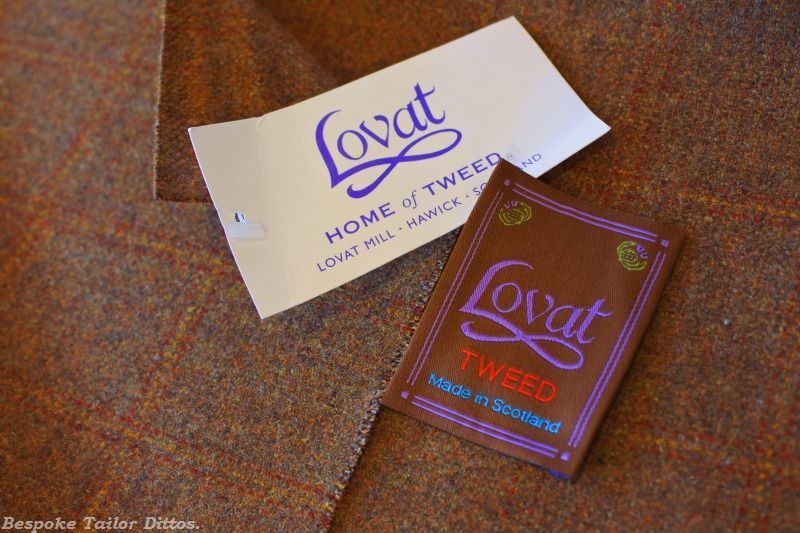 Lovat
HOME of TWEED
LOVAT MILL · HAWICK ·
Lovat
TWEED
Made in Scotland
Bespoke Tailor Dittos.